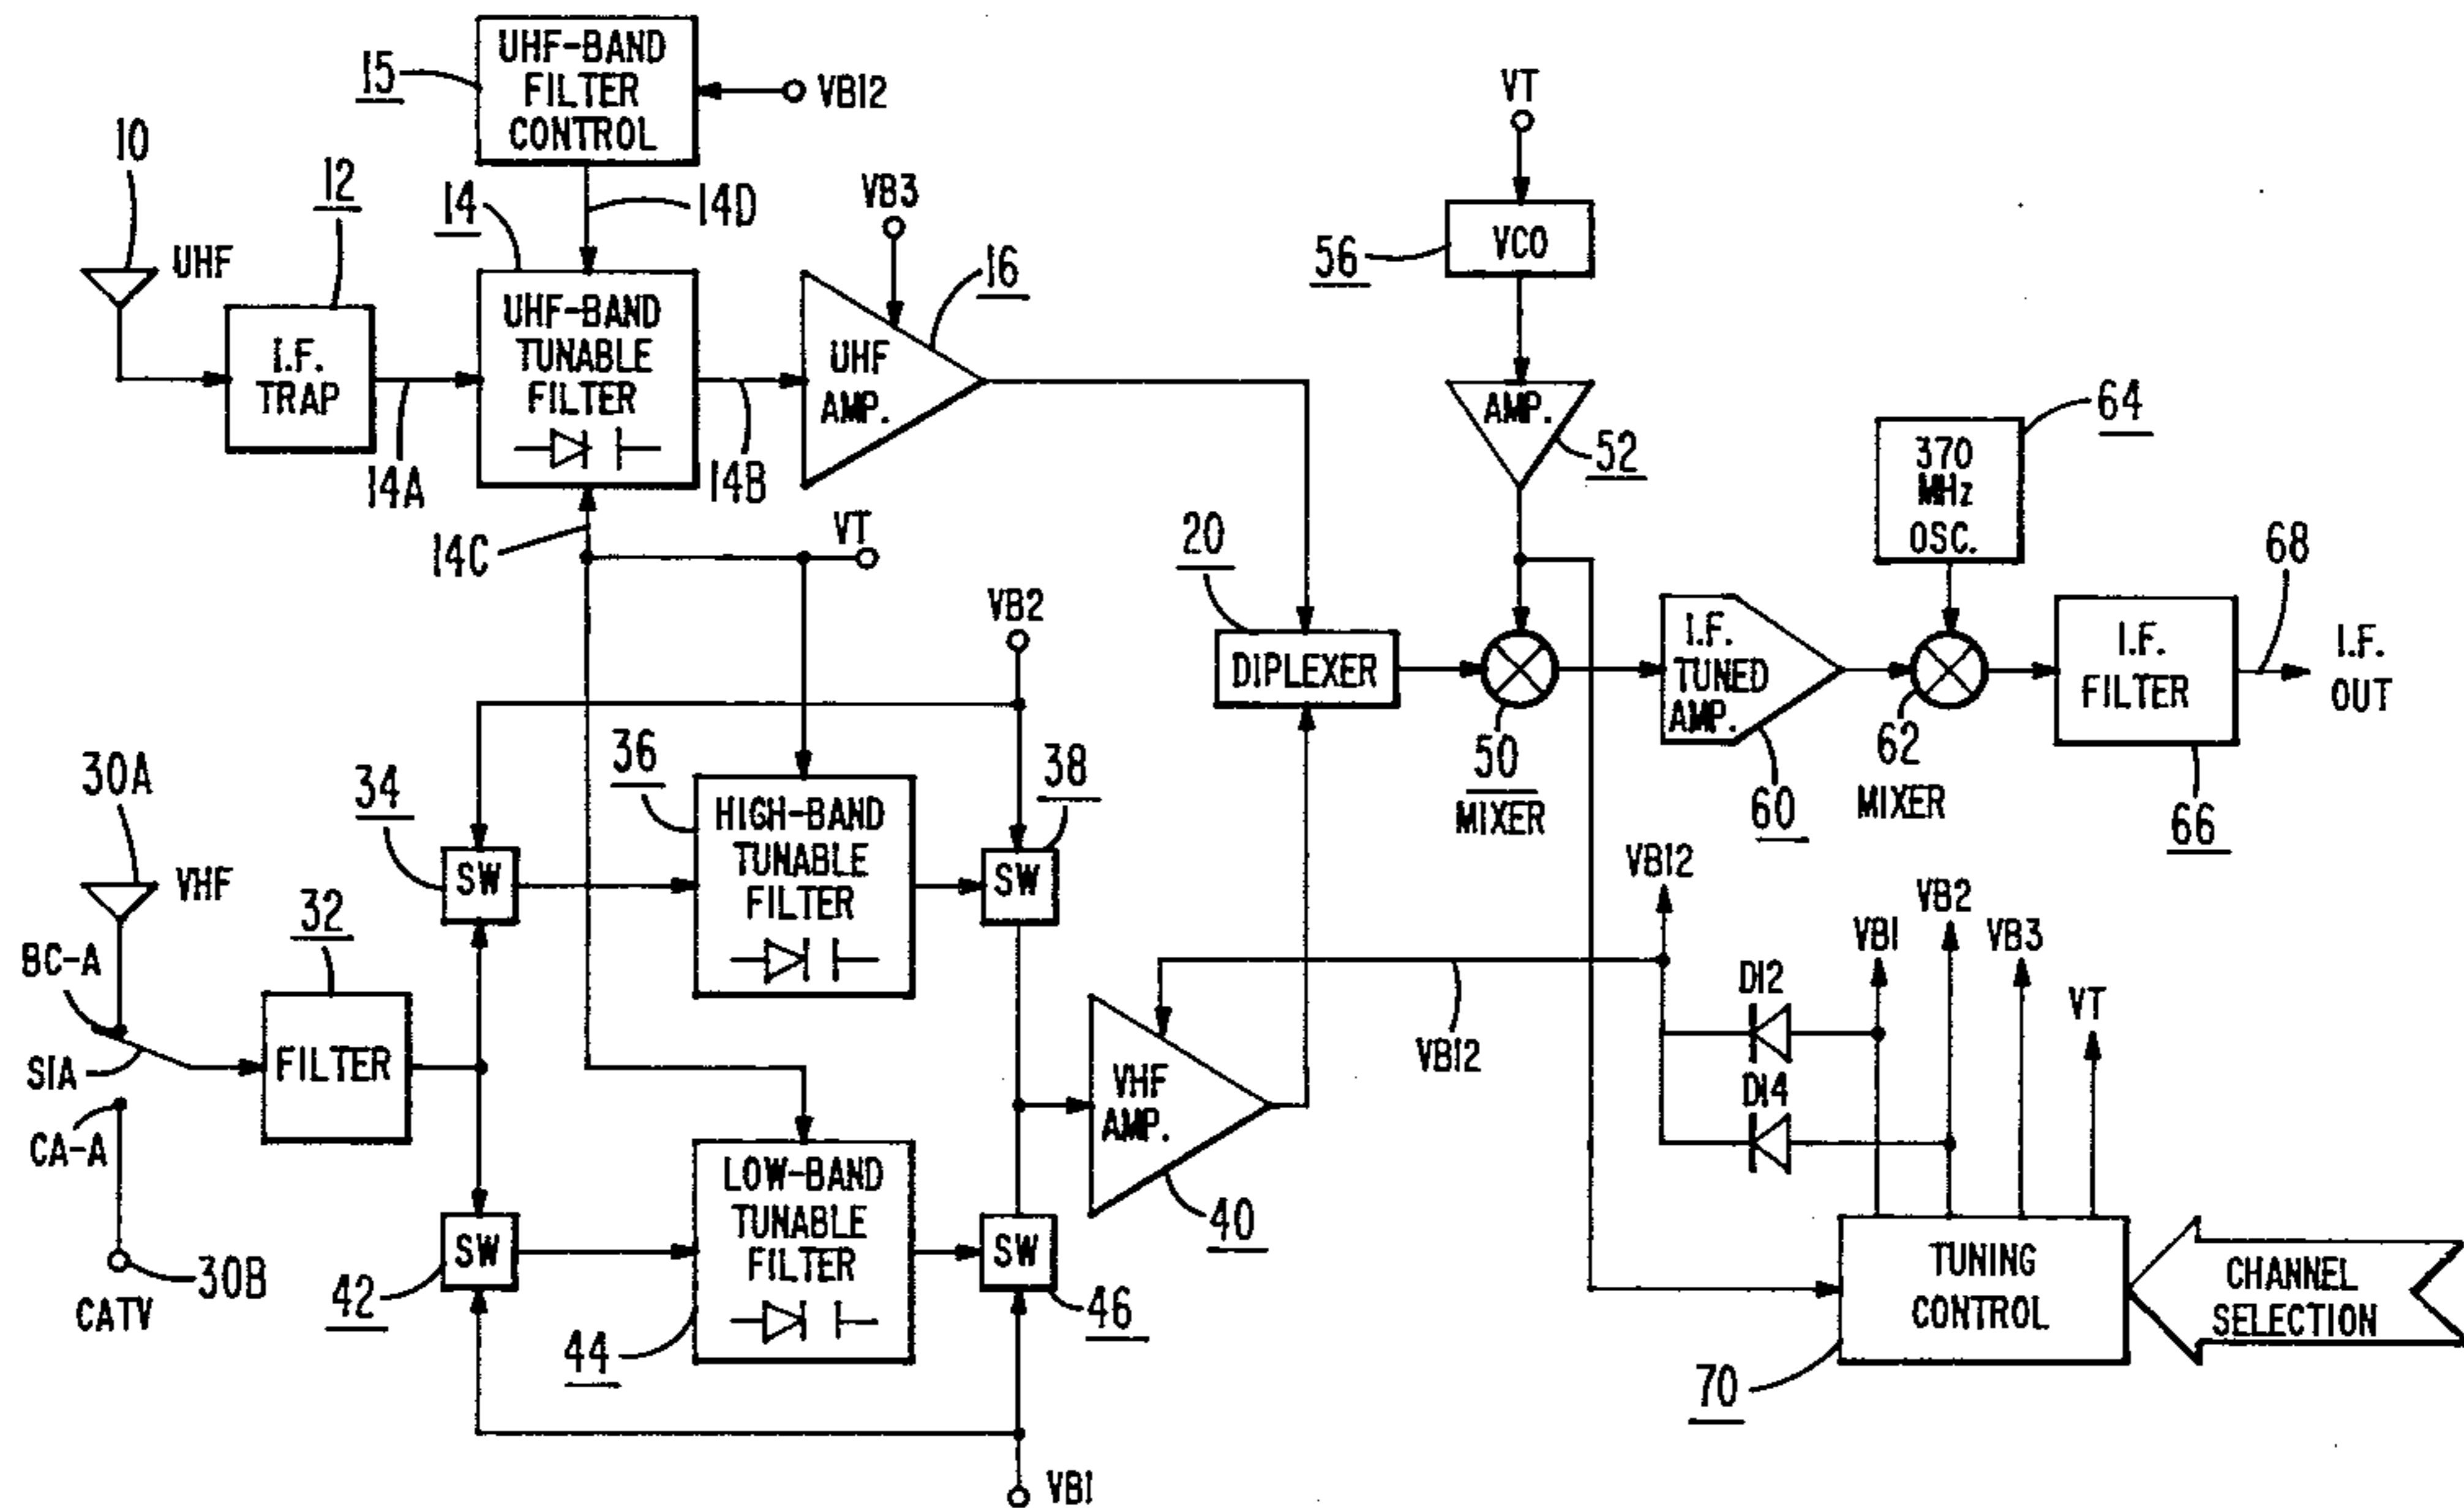 UHF-BAND
FILTER
CONTROL
15
VB12
10
UHF
12
I.F.
TRAP
14A
14
14D
UHF-BAND
TUNABLE
FILTER
14B
14C
VB3
16
UHF
AMP.
VT
VT
VCO
56
AMP.
52
370
MHz
OSC.
64
20
DIPLEXER
50
MIXER
I.F.
TUNED
AMP.
60
62
MIXER
I.F.
FILTER
66
68
I.F.
OUT
VB2
30A
VHF
BC-A
S1A
CA-A
30B
CATV
32
FILTER
34
SW
36
HIGH-BAND
TUNABLE
FILTER
38
SW
42
SW
44
LOW-BAND
TUNABLE
FILTER
46
SW
VB1
VHF
AMP.
40
VB12
VB12
D12
D14
VB1
VB2
VB3
VT
TUNING
CONTROL
70
CHANNEL
SELECTION